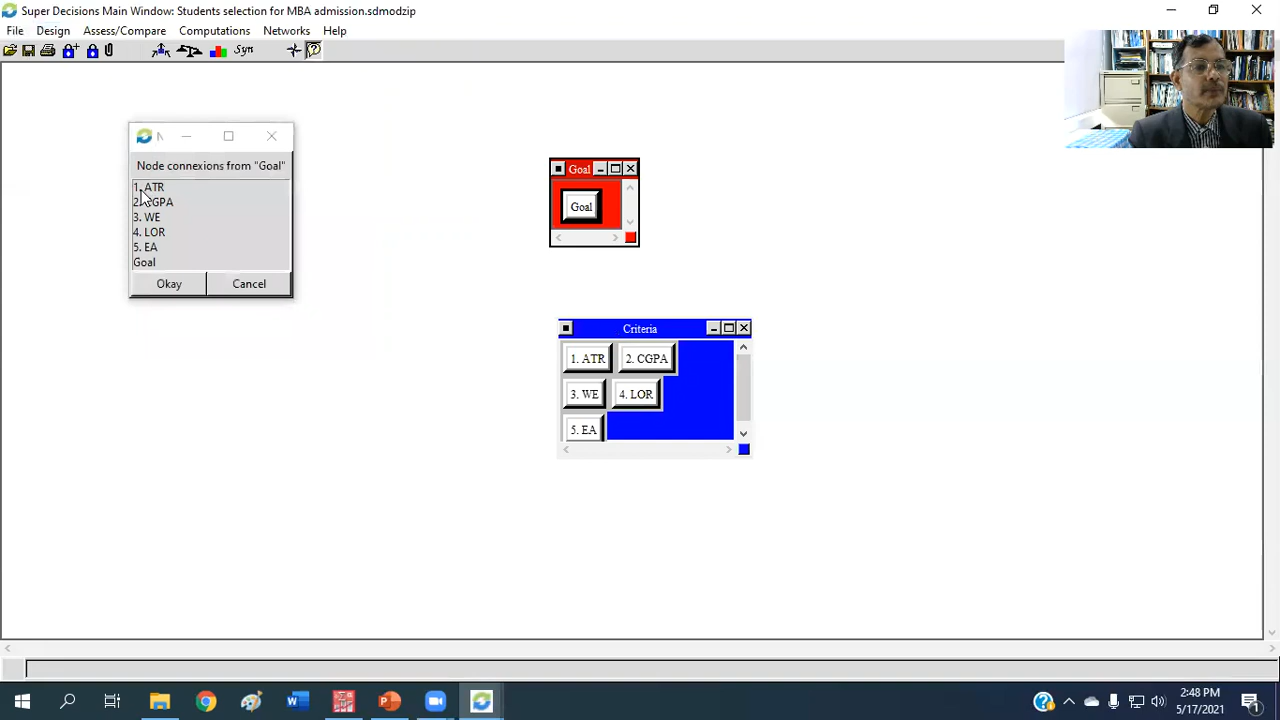 Super Decisions Main Window: Students selection for MBA admission.sdmodzip
File Design Assess/Compare Computations Networks Help
Syn
N
Node connexions from "Goal"
1. ATR
2. CGPA
3. WE
4. LOR
5. EA
Goal
Okay Cancel
Goal
Goal
Criteria
1. ATR 2. CGPA
3. WE 4. LOR
5. EA
2:48 PM
5/17/2021
1